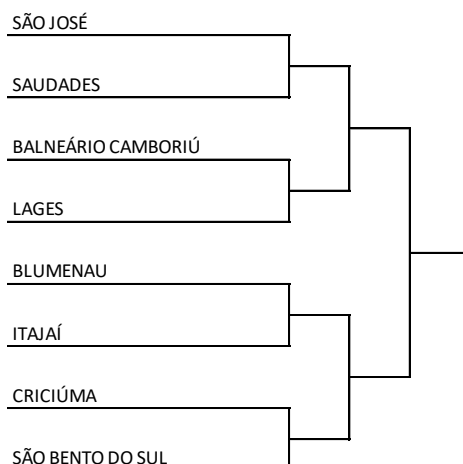 SÃO JOSÉ
SAUDADES
BALNEÁRIO CAMBORIÚ
LAGES
BLUMENAU
ITAJAÍ
CRICIÚMA
SÃO BENTO DO SUL